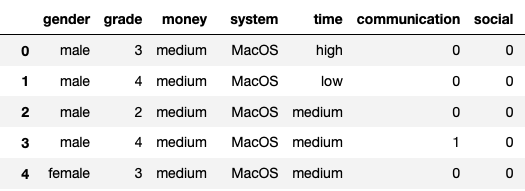 gender grade money system time communication social
0 male 3 medium MacOS high 0 0
1 male 4 medium MacOS low 0 0
2 male 2 medium MacOS medium 0 0
3 male 4 medium MacOS medium 1 0
4 female 3 medium MacOS medium 0 0